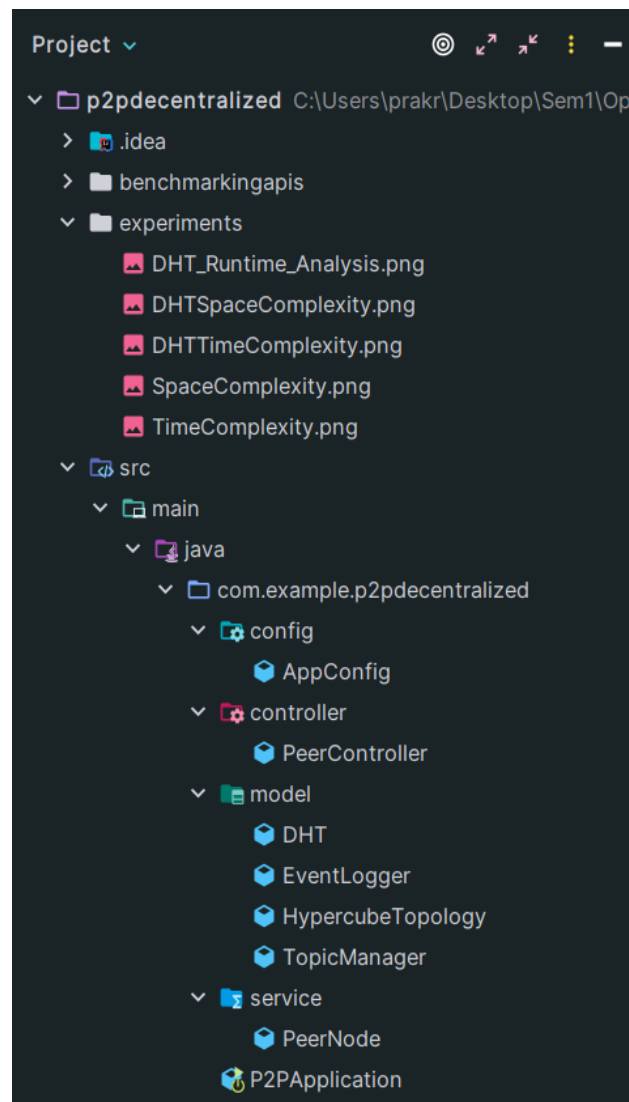 Project
p2pdecentralized C:\Users\prakr\Desktop\Sem1\Op
.idea
benchmarkingapis
experiments
DHT_Runtime_Analysis.png
DHTSpaceComplexity.png
DHTTimeComplexity.png
SpaceComplexity.png
TimeComplexity.png
src
main
java
com.example.p2pdecentralized
config
AppConfig
controller
PeerController
model
DHT
EventLogger
HypercubeTopology
TopicManager
service
PeerNode
P2PApplication